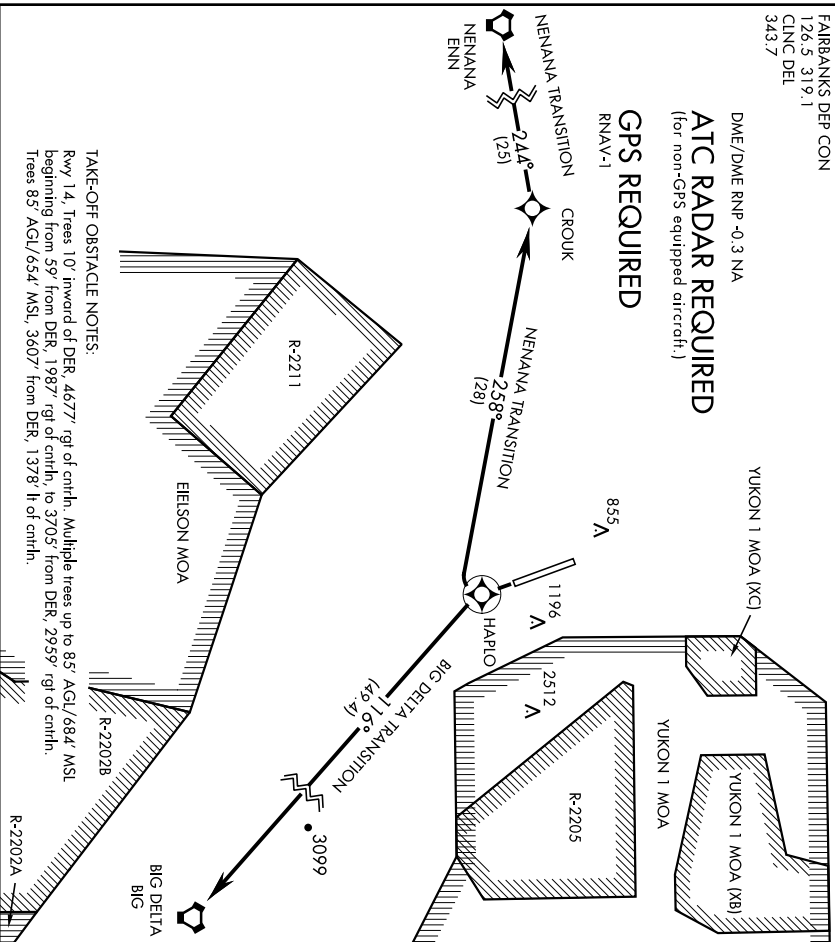 FAIRBANKS DEP CON
126.5 319.1
CLNC DEL
343.7
DME/DME RNP -0.3 NA
ATC RADAR REQUIRED
(for non-GPS equipped aircraft.)
GPS REQUIRED
RNAV-1
NENANA TRANSITION
NENANA
ENN
244°
(25)
CROUK
NENANA TRANSITION
258°
(28)
855
1196
2512
HAPLO
YUKON 1 MOA (XC)
YUKON 1 MOA
YUKON 1 MOA (XB)
R-2205
BIG DELTA TRANSITION
116°
(49.4)
3099
BIG DELTA
BIG
R-2211
EIELSON MOA
R-2202B
R-2202A
TAKE-OFF OBSTACLE NOTES:
Rwy 14, Trees 10' inward of DER, 4677' rgt of cntrln. Multiple trees up to 85' AGL/684' MSL
beginning from 59' from DER, 1987' rgt of cntrln, to 3705' from DER, 2959' rgt of cntrln.
Trees 85' AGL/654' MSL, 3607' from DER, 1378' lt of cntrln.